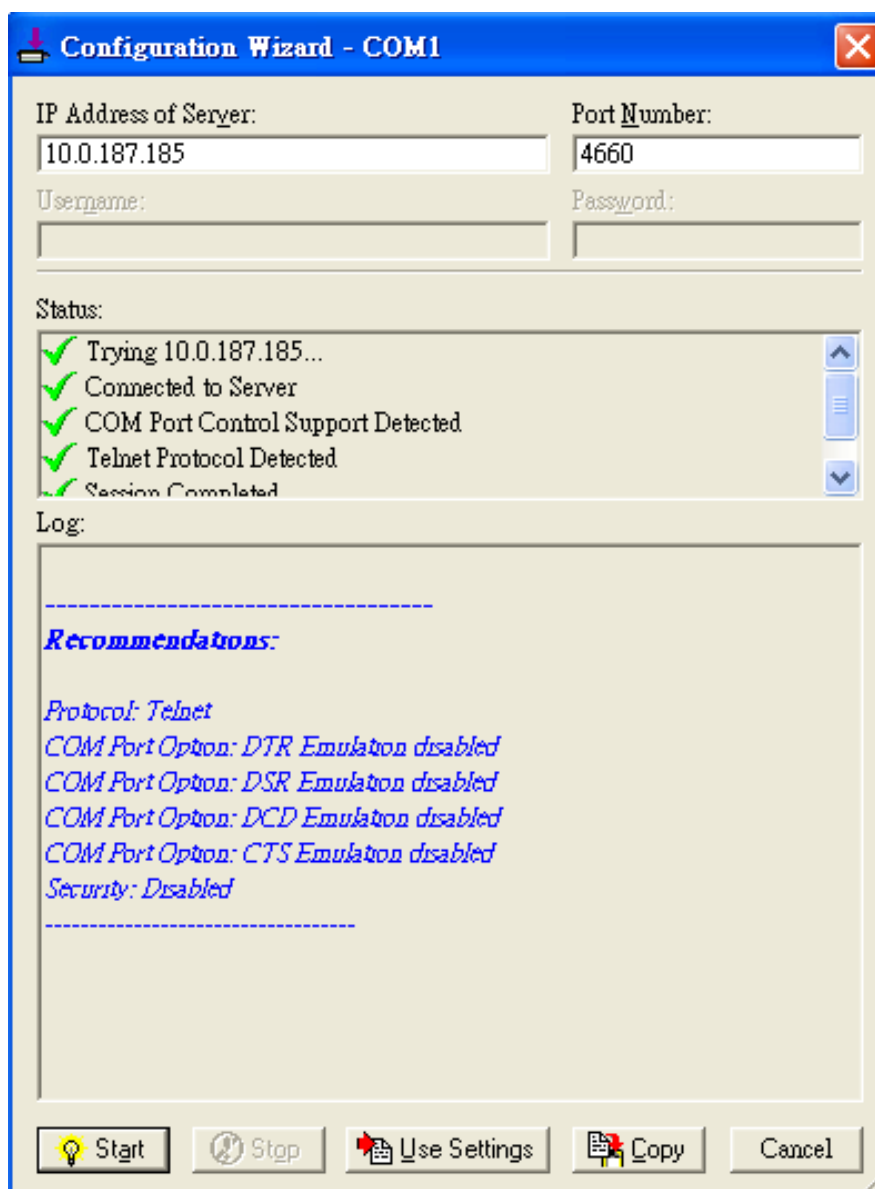 Configuration Wizard - COM1
IP Address of Server: Port Number:
10.0.187.185 4660
Username: Password:
Status:
Trying 10.0.187.185...
Connected to Server
COM Port Control Support Detected
Telnet Protocol Detected
Session Completed
Log:
------------------------------------
Recommendations:
Protocol: Telnet
COM Port Option: DTR Emulation disabled
COM Port Option: DSR Emulation disabled
COM Port Option: DCD Emulation disabled
COM Port Option: CTS Emulation disabled
Security: Disabled
------------------------------------
Start Stop Use Settings Copy Cancel